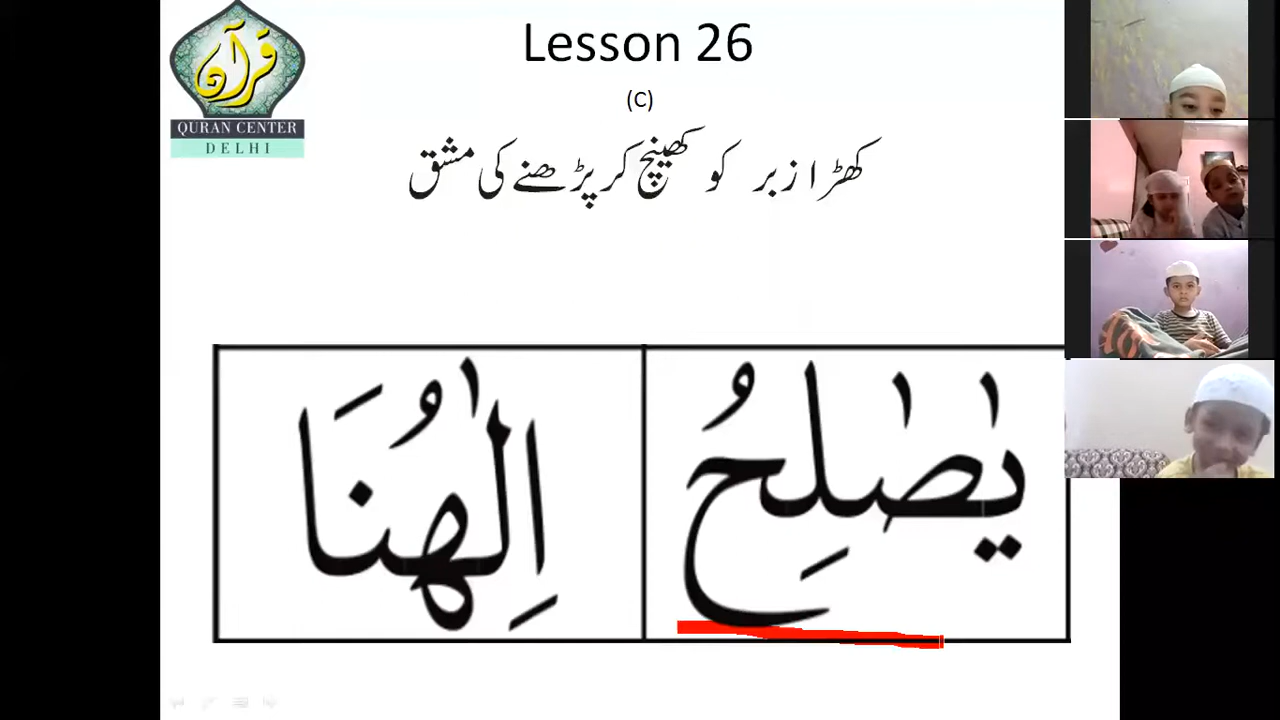 قرآن
QURAN CENTER
DELHI
Lesson 26
(C)
کھڑا زبر کو کھینچ کر پڑھنے کی مشق
يٰصٰلِحُ
اِلٰهُنَا